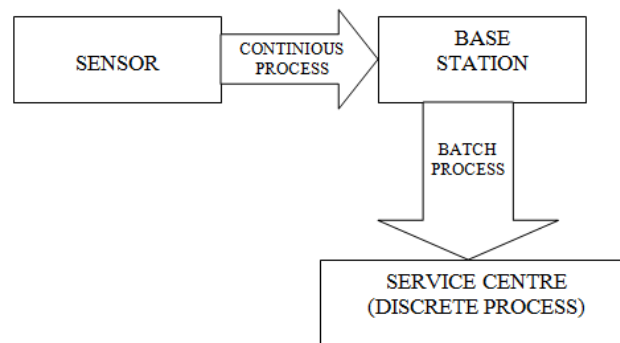 SENSOR
CONTINIOUS
PROCESS
BASE
STATION
BATCH
PROCESS
SERVICE CENTRE
(DISCRETE PROCESS)